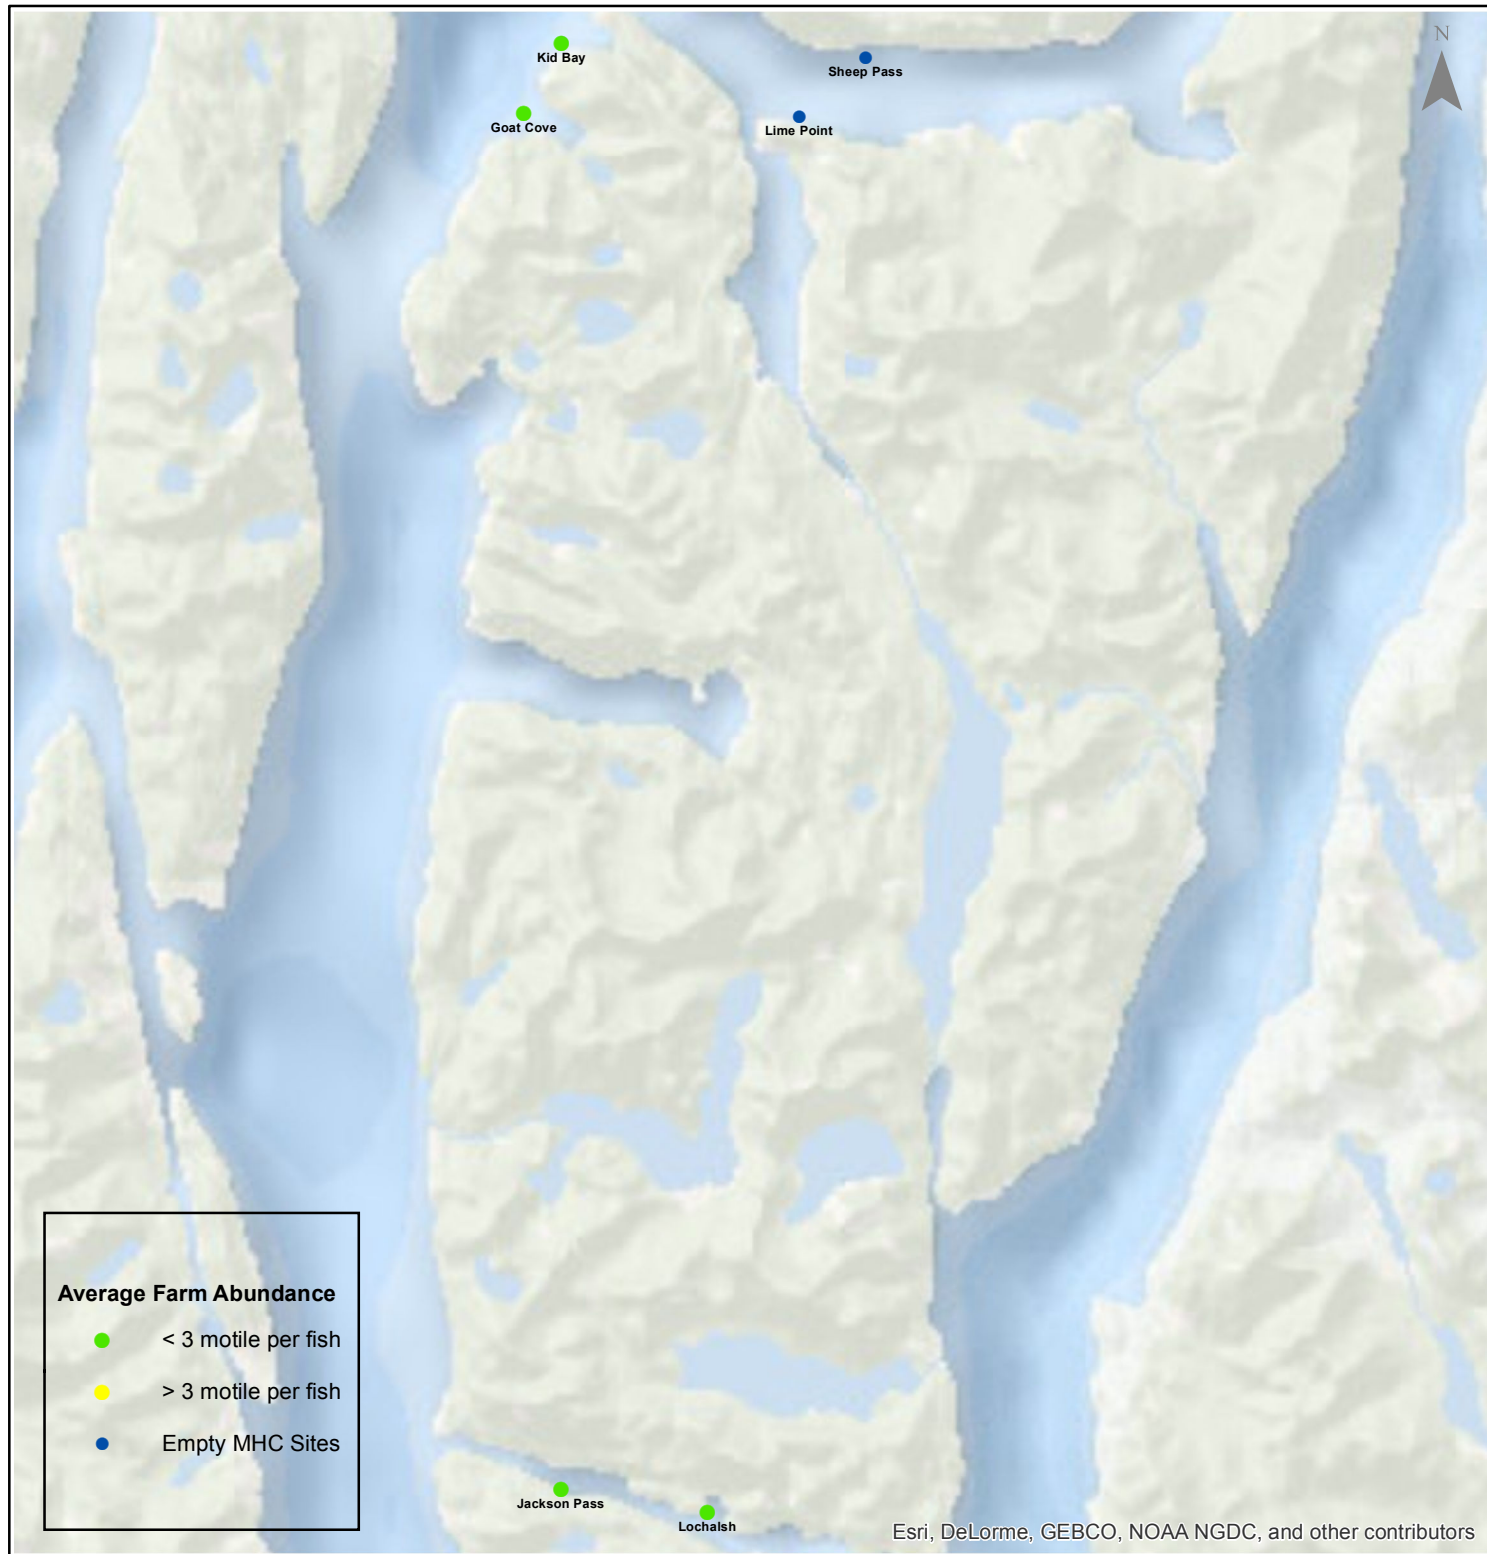 N
Kid Bay
Sheep Pass
Goat Cove
Lime Point
Average Farm Abundance
< 3 motile per fish
> 3 motile per fish
Empty MHC Sites
Jackson Pass
Lochalsh
Esri, DeLorme, GEBCO, NOAA NGDC, and other contributors